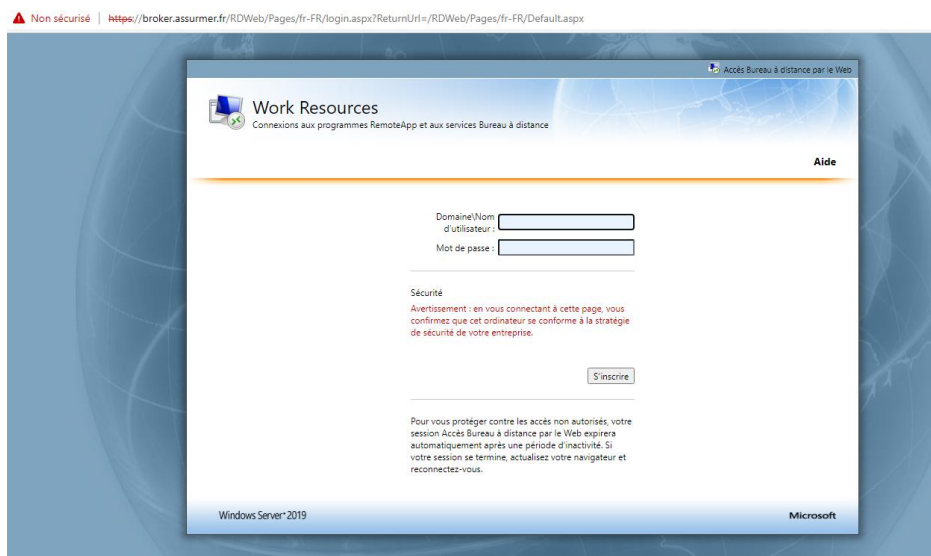 Non sécurisé | https://broker.assurmer.fr/RDWeb/Pages/fr-FR/login.aspx?ReturnUrl=/RDWeb/Pages/fr-FR/Default.aspx
Accès Bureau à distance par le Web
Work Resources
Connexions aux programmes RemoteApp et aux services Bureau à distance
Aide
Domaine\Nom
d'utilisateur :
Mot de passe :
Sécurité
Avertissement : en vous connectant à cette page, vous
confirmez que cet ordinateur se conforme à la stratégie
de sécurité de votre entreprise.
S'inscrire
Pour vous protéger contre les accès non autorisés, votre
session Accès Bureau à distance par le Web expirera
automatiquement après une période d'inactivité. Si
votre session se termine, actualisez votre navigateur et
reconnectez-vous.
Windows Server 2019
Microsoft